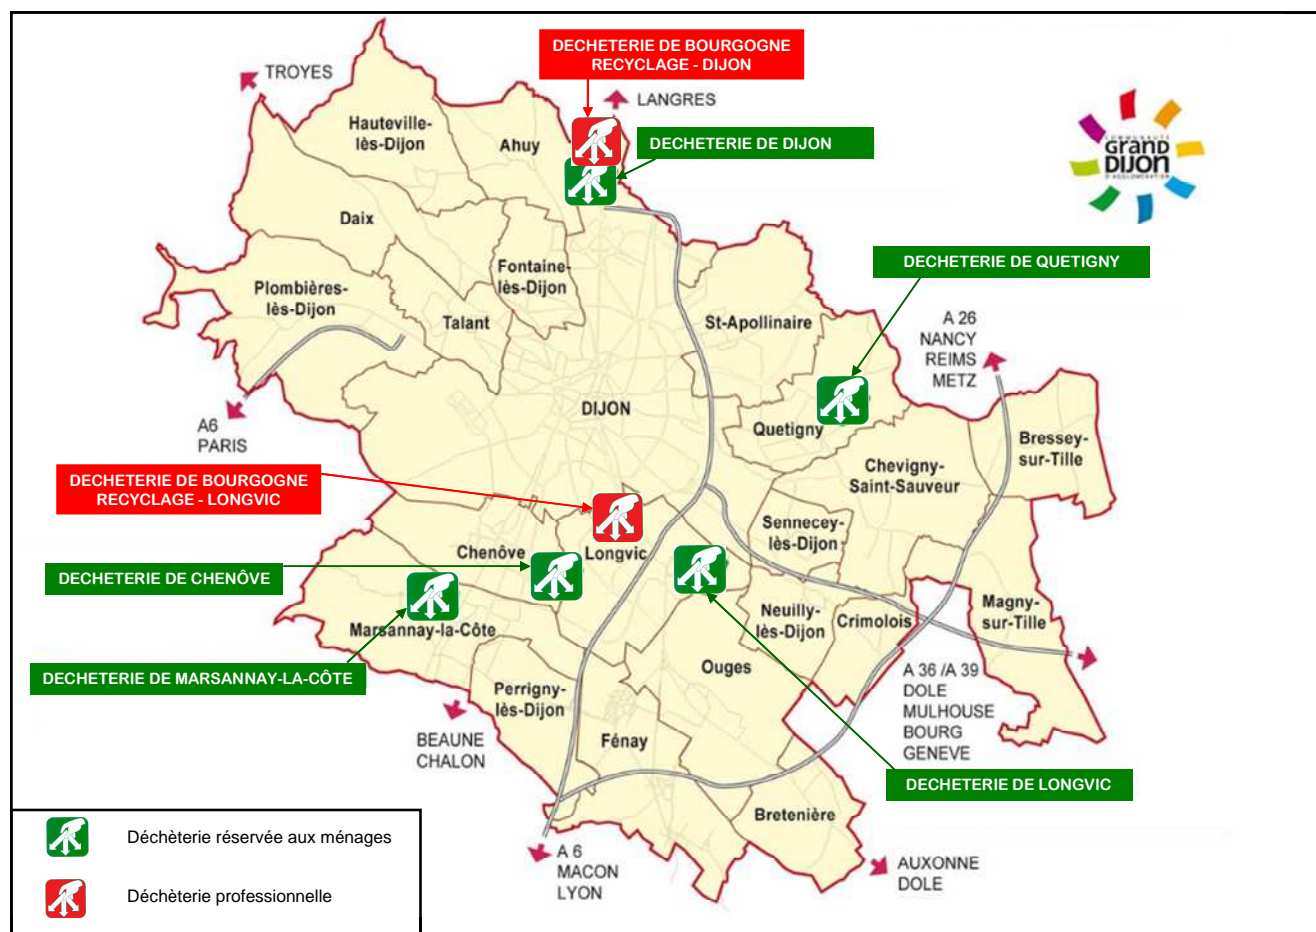 DECHETERIE DE BOURGOGNE
RECYCLAGE - DIJON
TROYES
LANGRES
Hauteville-
lès-Dijon
Ahuy
DECHETERIE DE DIJON
COMMUNAUTÉ
GRAND
DIJON
D'AGGLOMÉRATION
Daix
Fontaine-
lès-Dijon
DECHETERIE DE QUETIGNY
Plombières-
lès-Dijon
Talant
St-Apollinaire
A 26
NANCY
REIMS
METZ
DIJON
A6
PARIS
Quetigny
Bressey-
sur-Tille
DECHETERIE DE BOURGOGNE
RECYCLAGE - LONGVIC
Chevigny-
Saint-Sauveur
Sennecey-
lès-Dijon
Chenôve
Longvic
DECHETERIE DE CHENÔVE
Neuilly-
lès-Dijon
Crimolois
Magny-
sur-Tille
Marsannay-la-Côte
DECHETERIE DE MARSANNAY-LA-CÔTE
Ouges
A 36 /A 39
DOLE
MULHOUSE
BOURG
GENEVE
Perrigny-
lès-Dijon
BEAUNE
CHALON
Fénay
DECHETERIE DE LONGVIC
Bretenière
Déchèterie réservée aux ménages
A 6
MACON
LYON
AUXONNE
DOLE
Déchèterie professionnelle